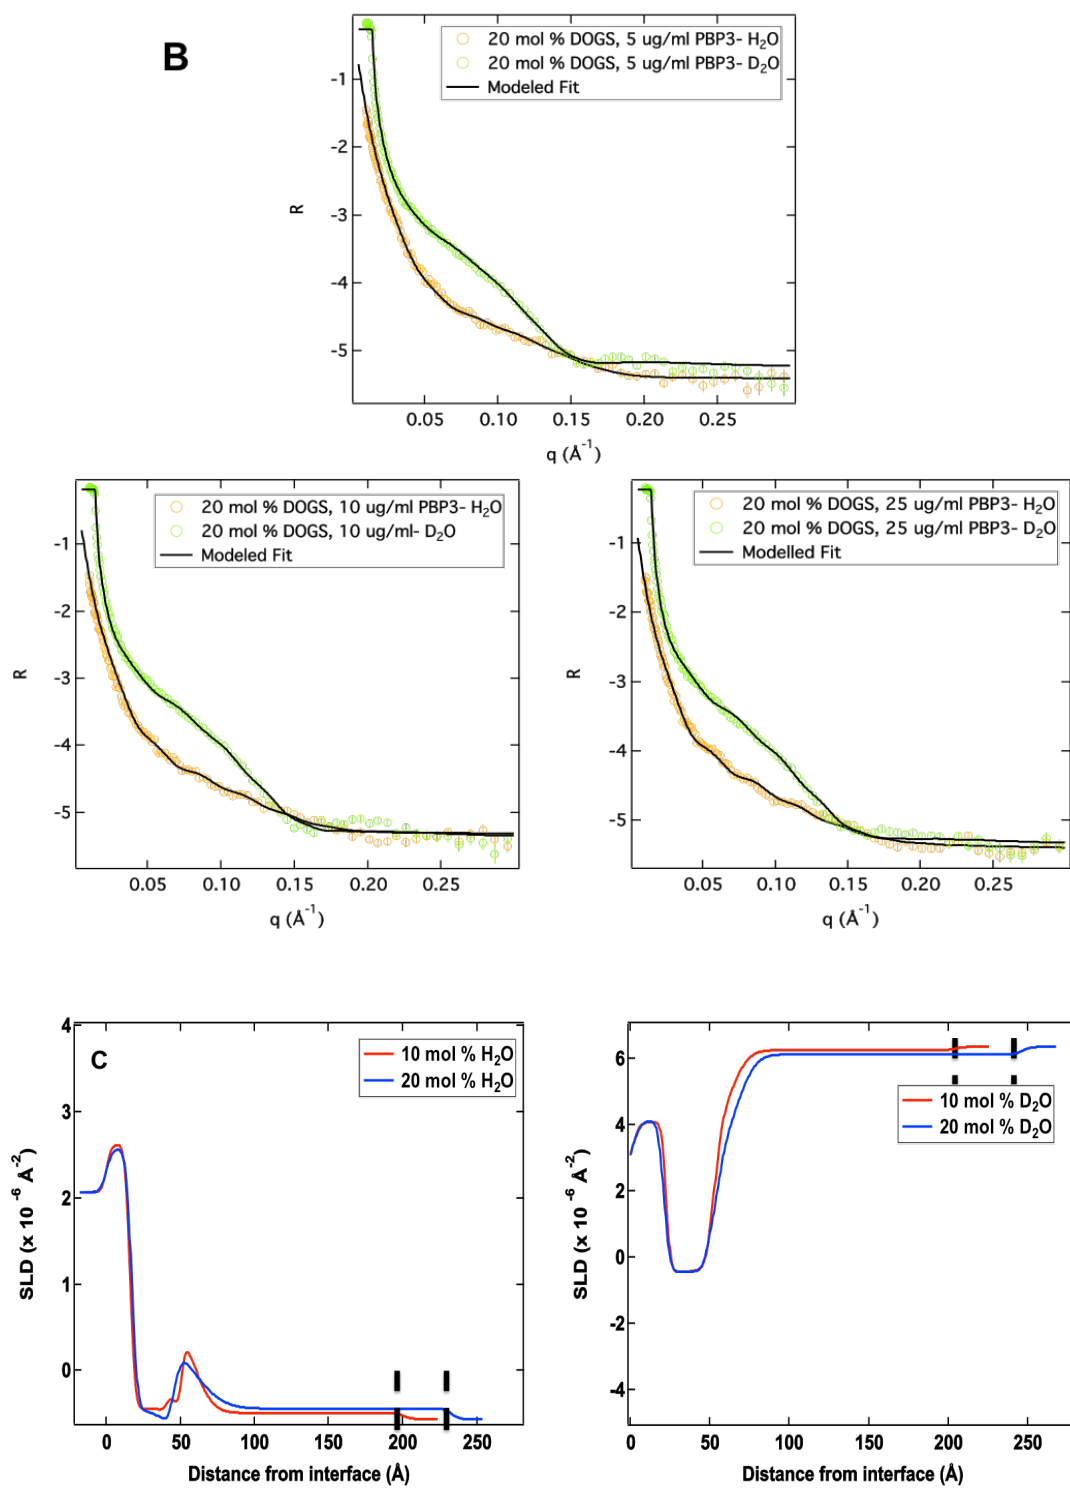 B
20 mol % DOGS, 5 ug/ml PBP3- H₂O
20 mol % DOGS, 5 ug/ml PBP3- D₂O
Modeled Fit
-1
-2
-3
-4
-5
R
0.05 0.10 0.15 0.20 0.25
q (Å⁻¹)
20 mol % DOGS, 10 ug/ml PBP3- H₂O
20 mol % DOGS, 10 ug/ml- D₂O
Modeled Fit
-1
-2
-3
-4
-5
R
0.05 0.10 0.15 0.20 0.25
q (Å⁻¹)
20 mol % DOGS, 25 ug/ml PBP3- H₂O
20 mol % DOGS, 25 ug/ml PBP3- D₂O
Modelled Fit
-1
-2
-3
-4
-5
R
0.05 0.10 0.15 0.20 0.25
q (Å⁻¹)
C
10 mol % H₂O
20 mol % H₂O
4
3
2
1
0
SLD (x 10 ⁻⁶ Å⁻²)
0 50 100 150 200 250
Distance from interface (Å)
10 mol % D₂O
20 mol % D₂O
6
4
2
0
-2
-4
SLD (x 10 ⁻⁶ Å⁻²)
0 50 100 150 200 250
Distance from interface (Å)